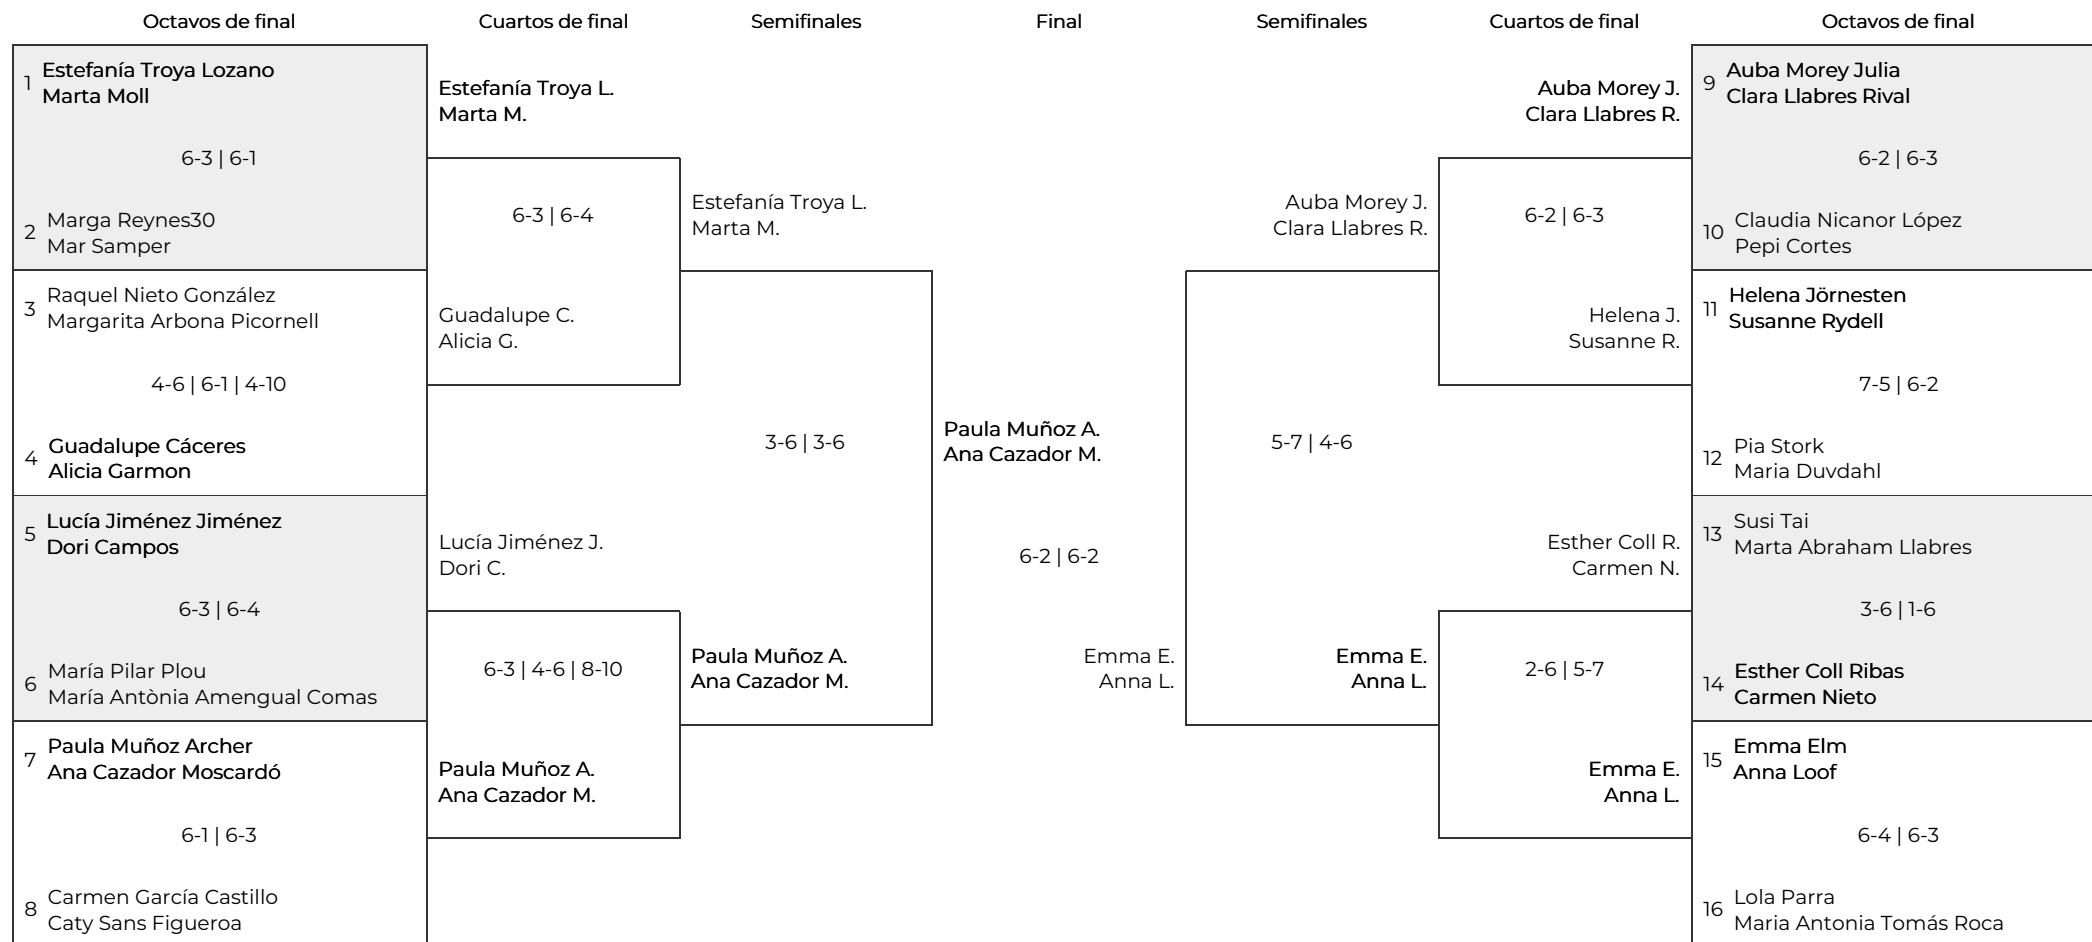 Octavos de final
Cuartos de final
Semifinales
Final
Semifinales
Cuartos de final
Octavos de final
1
Estefanía Troya Lozano
Marta Moll
6-3 | 6-1
2
Marga Reynes30
Mar Samper
3
Raquel Nieto González
Margarita Arbona Picornell
4-6 | 6-1 | 4-10
4
Guadalupe Cáceres
Alicia Garmon
5
Lucía Jiménez Jiménez
Dori Campos
6-3 | 6-4
6
María Pilar Plou
María Antònia Amengual Comas
7
Paula Muñoz Archer
Ana Cazador Moscardó
6-1 | 6-3
8
Carmen García Castillo
Caty Sans Figueroa
Estefanía Troya L.
Marta M.
6-3 | 6-4
Guadalupe C.
Alicia G.
Lucía Jiménez J.
Dori C.
6-3 | 4-6 | 8-10
Paula Muñoz A.
Ana Cazador M.
Estefanía Troya L.
Marta M.
3-6 | 3-6
Paula Muñoz A.
Ana Cazador M.
Paula Muñoz A.
Ana Cazador M.
6-2 | 6-2
Emma E.
Anna L.
Auba Morey J.
Clara Llabres R.
5-7 | 4-6
Emma E.
Anna L.
Auba Morey J.
Clara Llabres R.
6-2 | 6-3
Helena J.
Susanne R.
Esther Coll R.
Carmen N.
2-6 | 5-7
Emma E.
Anna L.
9
Auba Morey Julia
Clara Llabres Rival
6-2 | 6-3
10
Claudia Nicanor López
Pepi Cortes
11
Helena Jörnesten
Susanne Rydell
7-5 | 6-2
12
Pia Stork
Maria Duvdahl
13
Susi Tai
Marta Abraham Llabres
3-6 | 1-6
14
Esther Coll Ribas
Carmen Nieto
15
Emma Elm
Anna Loof
6-4 | 6-3
16
Lola Parra
Maria Antonia Tomás Roca